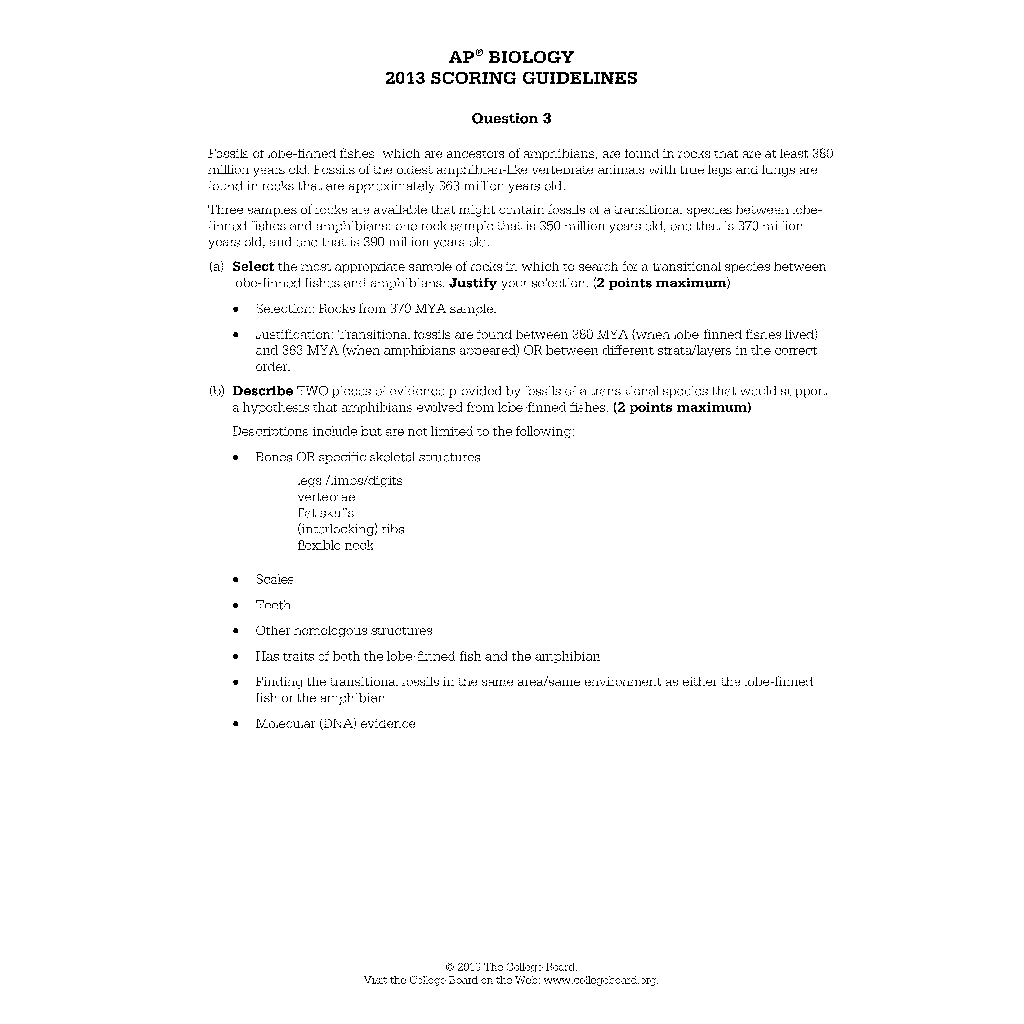 AP® BIOLOGY
2013 SCORING GUIDELINES
Question 3
Fossils of lobe-finned fishes, which are ancestors of amphibians, are found in rocks that are at least 380
million years old. Fossils of the oldest amphibian-like vertebrate animals with true legs and lungs are
found in rocks that are approximately 363 million years old.
Three samples of rocks are available that might contain fossils of a transitional species between lobe-
finned fishes and amphibians: one rock sample that is 350 million years old, one that is 370 million
years old, and one that is 390 million years old.
(a) Select the most appropriate sample of rocks in which to search for a transitional species between
lobe-finned fishes and amphibians. Justify your selection. (2 points maximum)
• Selection: Rocks from 370 MYA sample.
• Justification: Transitional fossils are found between 380 MYA (when lobe-finned fishes lived)
and 363 MYA (when amphibians appeared) OR between different strata/layers in the correct
order.
(b) Describe TWO pieces of evidence provided by fossils of a transitional species that would support
a hypothesis that amphibians evolved from lobe-finned fishes. (2 points maximum)
Descriptions include but are not limited to the following:
• Bones OR specific skeletal structures
legs/limbs/digits
vertebrae
flat skulls
(interlocking) ribs
flexible neck
• Scales
• Teeth
• Other homologous structures
• Has traits of both the lobe-finned fish and the amphibian
• Finding the transitional fossils in the same area/same environment as either the lobe-finned
fish or the amphibian
• Molecular (DNA) evidence
© 2013 The College Board.
Visit the College Board on the Web: www.collegeboard.org.